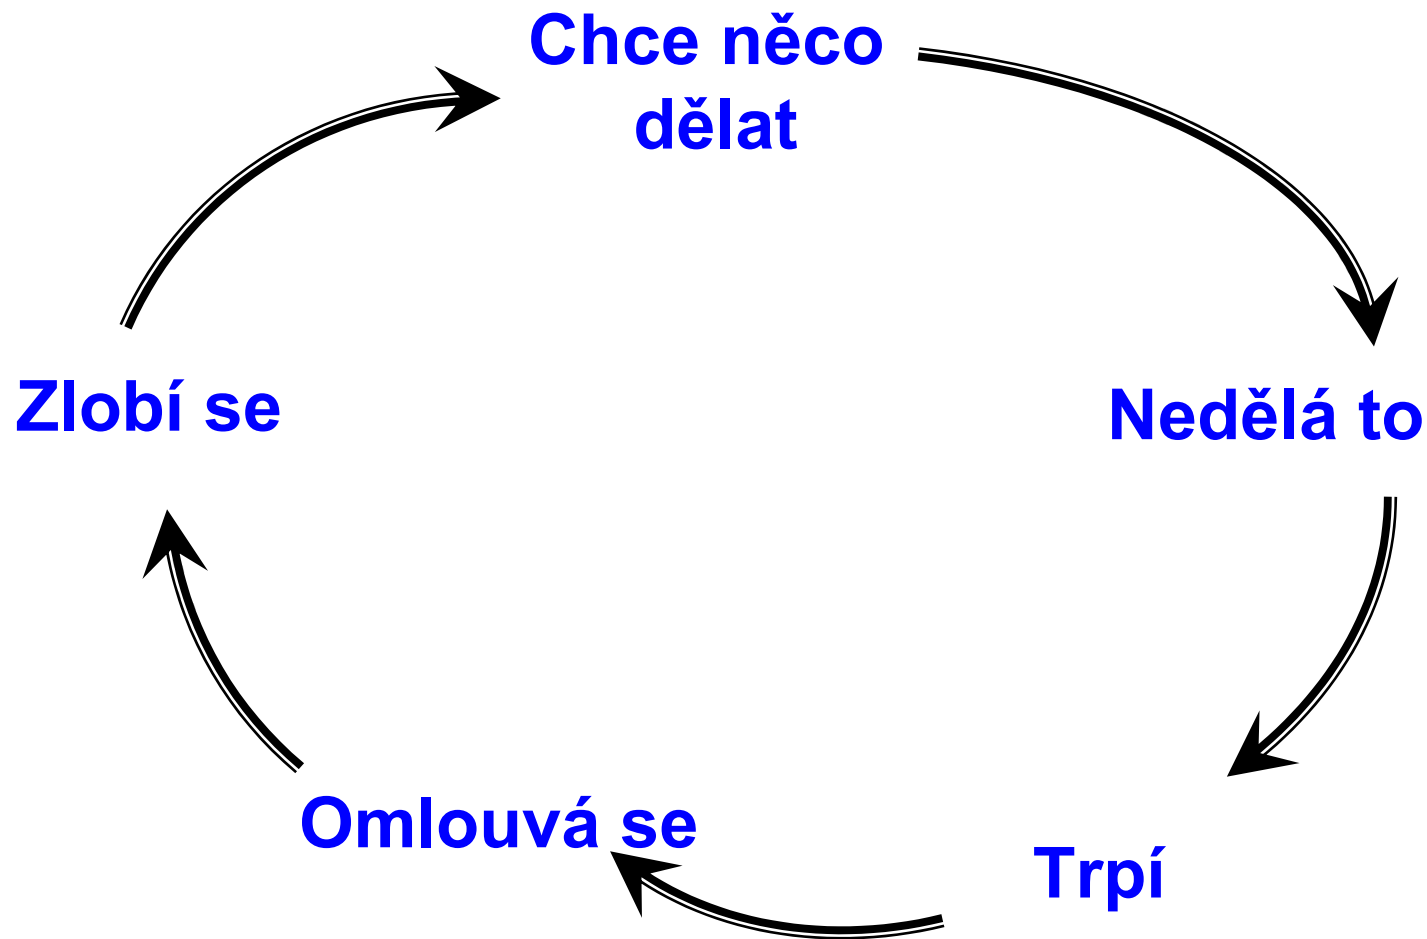 Chce něco
dělat
Zlobí se
Nedělá to
Omlouvá se
Trpí